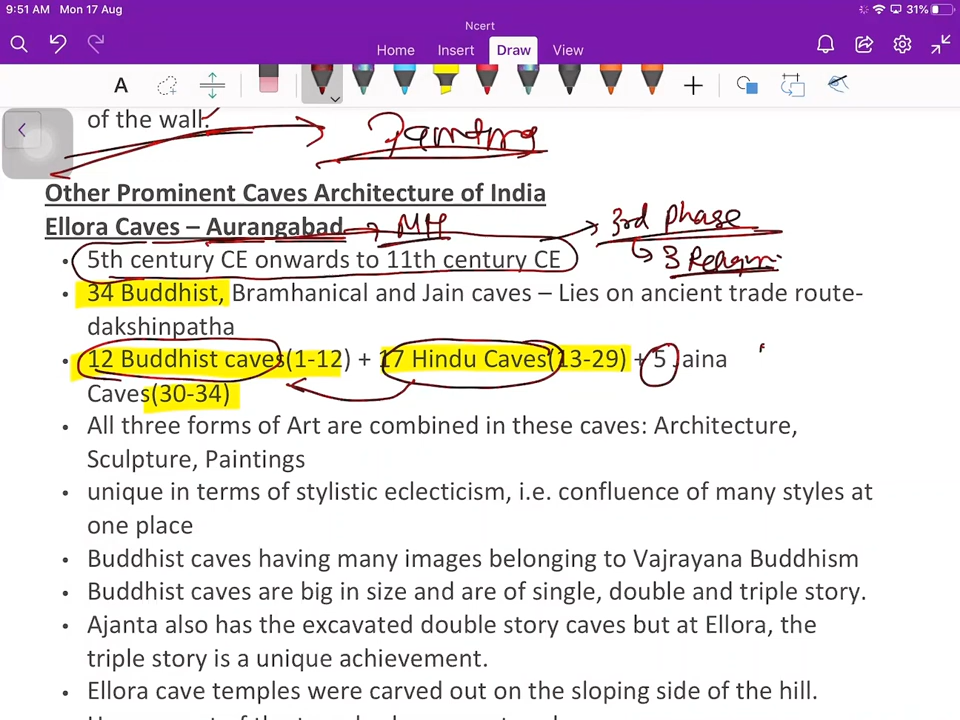 9:51 AM Mon 17 Aug 31%
Ncert
Home Insert Draw View
A
of the wall.
Painting
Other Prominent Caves Architecture of India
Ellora Caves – Aurangabad → MH
3rd phase
3 Religion
• 5th century CE onwards to 11th century CE
• 34 Buddhist, Bramhanical and Jain caves – Lies on ancient trade route-
dakshinpatha
• 12 Buddhist caves(1-12) + 17 Hindu Caves(13-29) + 5 Jaina
Caves(30-34)
• All three forms of Art are combined in these caves: Architecture,
Sculpture, Paintings
• unique in terms of stylistic eclecticism, i.e. confluence of many styles at
one place
• Buddhist caves having many images belonging to Vajrayana Buddhism
• Buddhist caves are big in size and are of single, double and triple story.
• Ajanta also has the excavated double story caves but at Ellora, the
triple story is a unique achievement.
• Ellora cave temples were carved out on the sloping side of the hill.